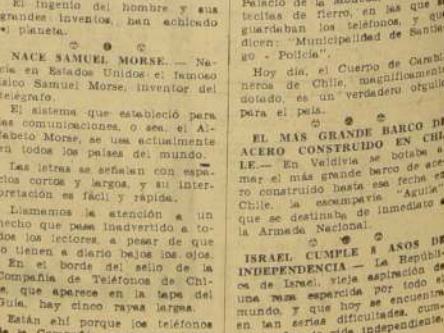 El ingenio del hombre y sus
grandes inventos, han achicado
el planeta.
NACE SAMUEL MORSE. — Na-
cía en Estados Unidos el famoso
físico Samuel Morse, inventor del
telégrafo.
El sistema que estableció para
las comunicaciones, o sea, el Al-
fabeto Morse, se usa actualmente
en todos los países del mundo.
Las letras se señalan con espa-
cios cortos y largos, y su inter-
pretación es fácil y rápida.
Llamamos la atención a un
hecho que pasa inadvertido a to-
dos los lectores, a pesar de que
lo tienen a diario bajo los ojos.
En el borde del sello de la
Compañía de Teléfonos de Chi-
le, que aparece en la tapa del
Guía, hay cinco rayas largas.
Están ahí porque los teléfonos
Palacio de la
tecitas de fierro, en las que
guardaban los teléfonos, y que
dicen: "Municipalidad de Santia-
go - Policía".
Hoy día, el Cuerpo de Carabi-
neros de Chile, magníficamente
dotado, es un verdadero orgullo
para el país.
EL MAS GRANDE BARCO DE
ACERO CONSTRUIDO EN CHI-
LE.— En Valdivia se botaba al
mar el más grande barco de ace-
ro construido hasta esa fecha en
Chile, la escampavía "Aguila"
que se destinaba de inmediato a
la Armada Nacional.
ISRAEL CUMPLE 8 AÑOS DE
INDEPENDENCIA — La Repúbli-
ca de Israel, vieja aspiración de
una raza esparcida por todo el
mundo, y que hoy se encuentra
en tan serias dificultades,
de independencia